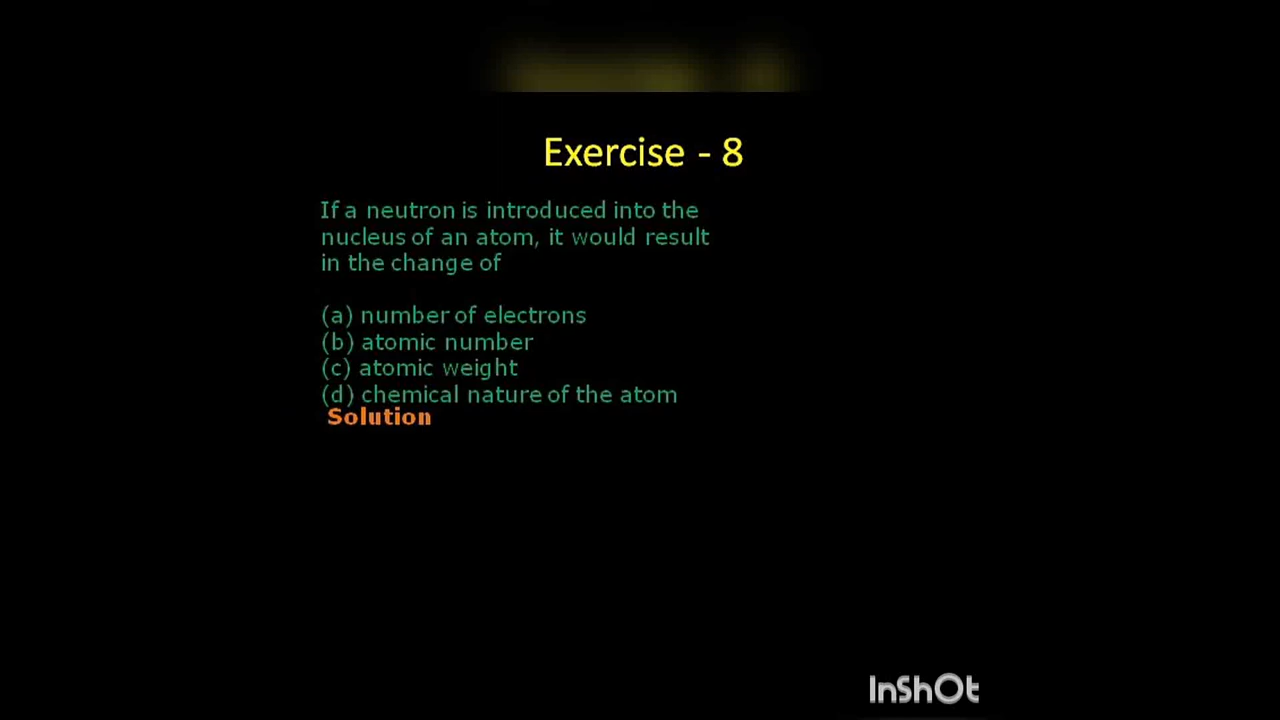 Exercise - 8
If a neutron is introduced into the
nucleus of an atom, it would result
in the change of
(a) number of electrons
(b) atomic number
(c) atomic weight
(d) chemical nature of the atom
Solution
InShOt